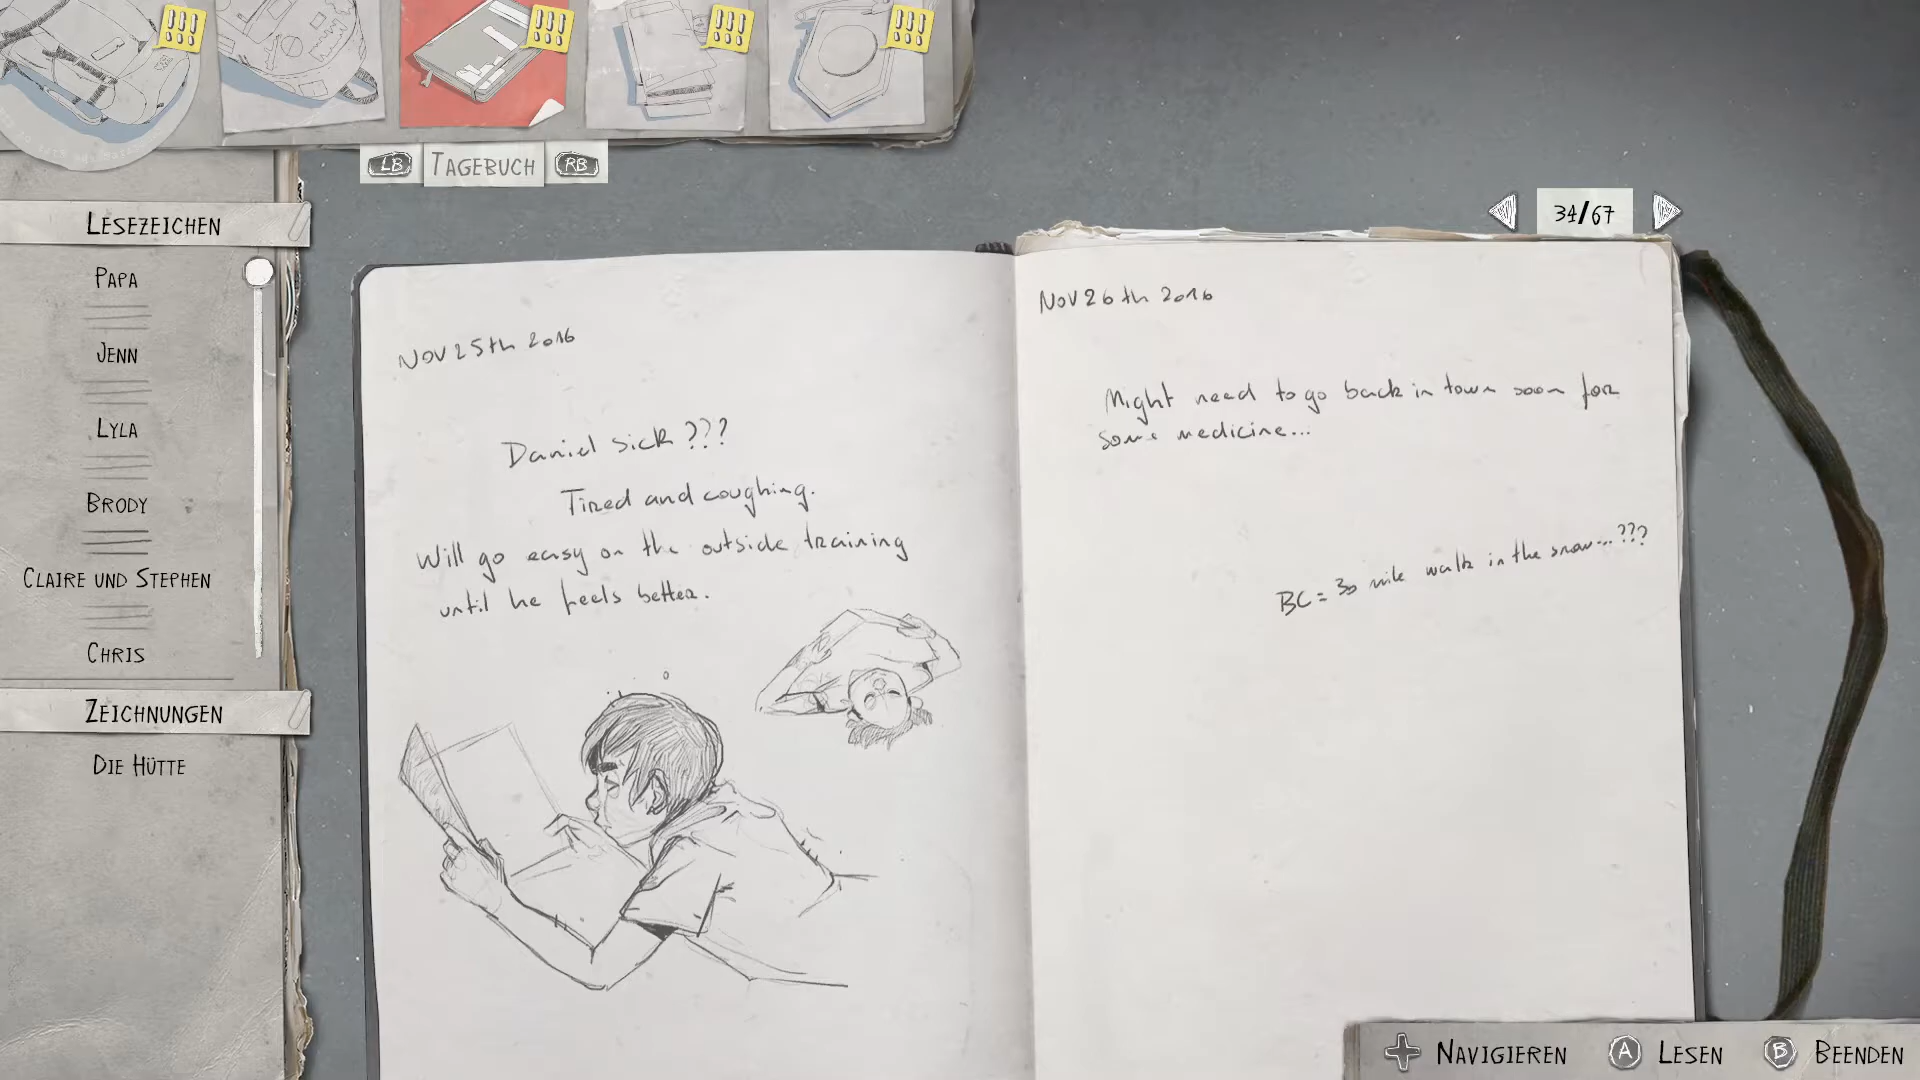 LB TAGEBUCH RB
LESEZEICHEN
PAPA
JENN
LYLA
BRODY
CLAIRE UND STEPHEN
CHRIS
ZEICHNUNGEN
DIE HÜTTE
34/67
NOV 25th 2016
Daniel sick ???
Tired and coughing.
Will go easy on the outside training
until he feels better.
NOV 26th 2016
Might need to go back in town soon for
some medicine...
BC = 30 mile walk in the snow...???
NAVIGIEREN A LESEN B BEENDEN